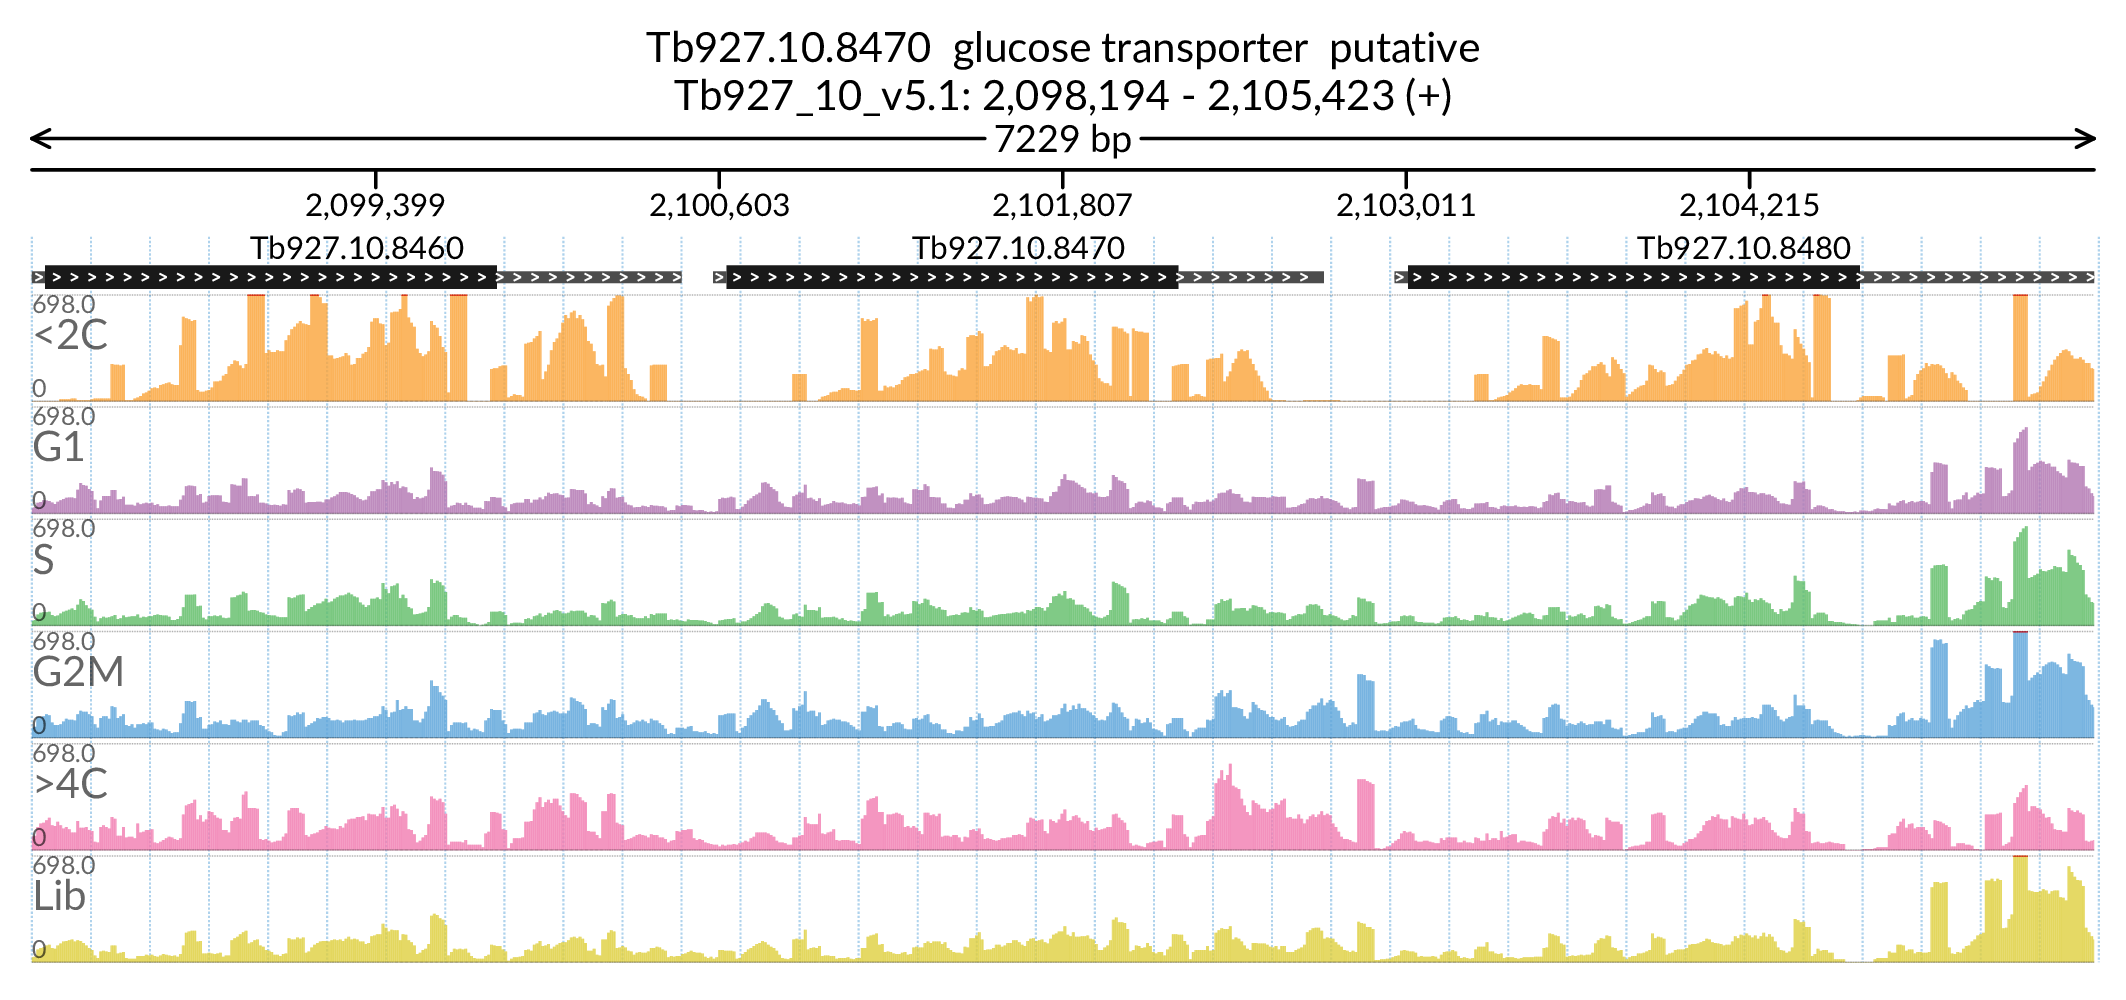 Tb927.10.8470  glucose transporter  putative
Tb927_10_v5.1: 2,098,194 - 2,105,423 (+)
7229 bp
2,099,399 2,100,603 2,101,807 2,103,011 2,104,215
Tb927.10.8460 Tb927.10.8470 Tb927.10.8480
698.0
<2C
0
698.0
G1
0
698.0
S
0
698.0
G2M
0
698.0
>4C
0
698.0
Lib
0